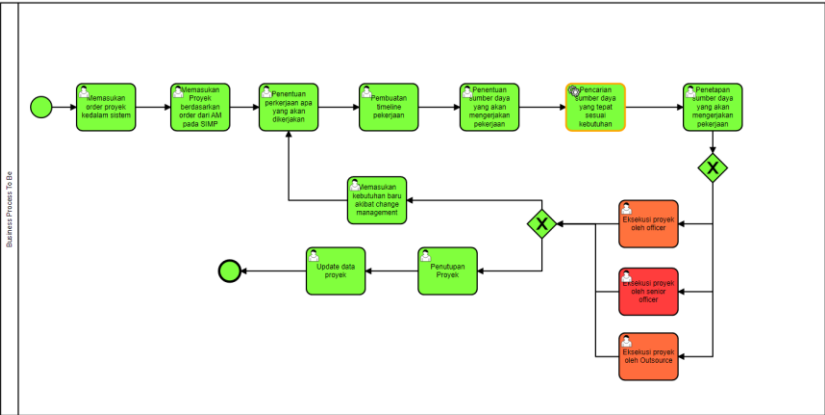 Business Process To Be
Memasukan
order proyek
kedalam sistem
Memasukan
Proyek
berdasarkan
order dari AM
pada SIMP
Penentuan
perkerjaan apa
yang akan
dikerjakan
Pembuatan
timeline
pekerjaan
Penentuan
sumber daya
yang akan
mengerjakan
pekerjaan
Pencarian
sumber daya
yang tepat
sesuai
kebutuhan
Penetapan
sumber daya
yang akan
mengerjakan
pekerjaan
X
Memasukan
kebutuhan baru
akibat change
management
X
Eksekusi proyek
oleh officer
Update data
proyek
Penutupan
Proyek
Eksekusi proyek
oleh senior
officer
Eksekusi proyek
oleh Outsource